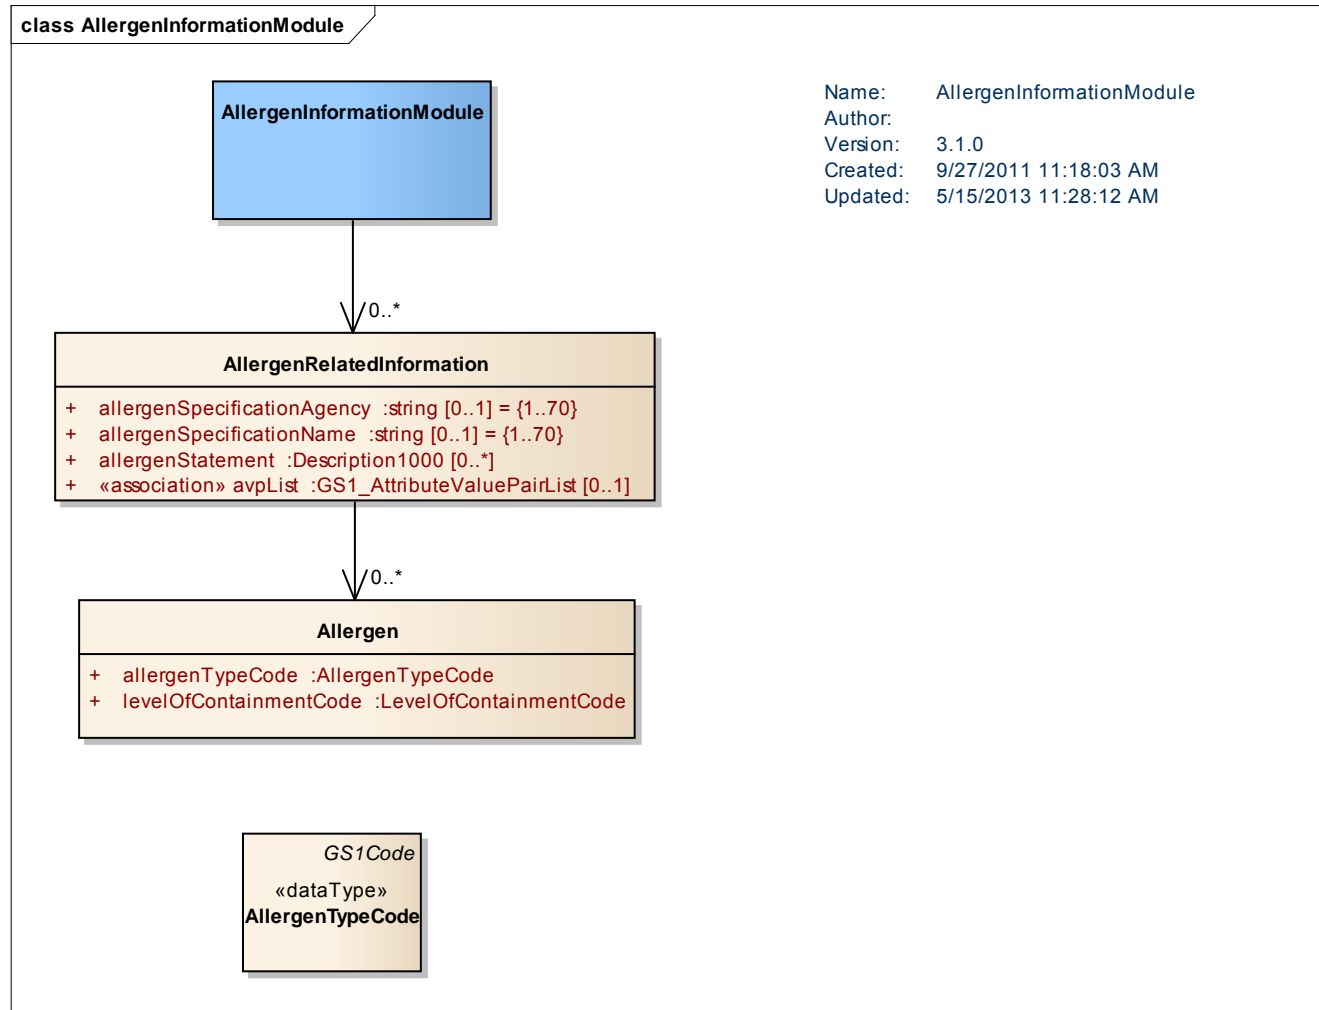 class AllergenInformationModule
AllergenInformationModule
Name: AllergenInformationModule
Author:
Version: 3.1.0
Created: 9/27/2011 11:18:03 AM
Updated: 5/15/2013 11:28:12 AM
0..*
AllergenRelatedInformation
+ allergenSpecificationAgency :string [0..1] = {1..70}
+ allergenSpecificationName :string [0..1] = {1..70}
+ allergenStatement :Description1000 [0..*]
+ «association» avpList :GS1_AttributeValuePairList [0..1]
0..*
Allergen
+ allergenTypeCode :AllergenTypeCode
+ levelOfContainmentCode :LevelOfContainmentCode
GS1Code
«dataType»
AllergenTypeCode